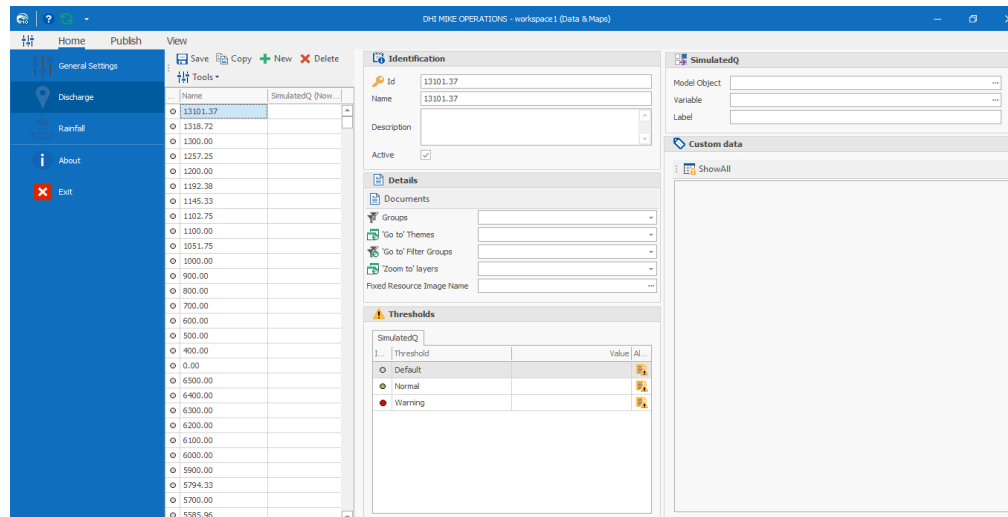 DHI MIKE OPERATIONS - workspace1 (Data & Maps)
Home Publish View
General Settings
Discharge
Rainfall
About
Exit
Save Copy New Delete
Tools
... Name SimulatedQ (Now...
13101.37
1318.72
1300.00
1257.25
1200.00
1192.38
1145.33
1102.75
1100.00
1051.75
1000.00
900.00
800.00
700.00
600.00
500.00
400.00
0.00
6500.00
6400.00
6300.00
6200.00
6100.00
6000.00
5900.00
5794.33
5700.00
5585.96
Identification
Id 13101.37
Name 13101.37
Description
Active
Details
Documents
Groups
'Go to' Themes
'Go to' Filter Groups
'Zoom to' layers
Fixed Resource Image Name ...
Thresholds
SimulatedQ
I... Threshold Value Al...
Default
Normal
Warning
SimulatedQ
Model Object ...
Variable ...
Label
Custom data
ShowAll